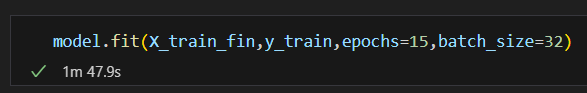 model.fit(X_train_fin,y_train,epochs=15,batch_size=32)
1m 47.9s